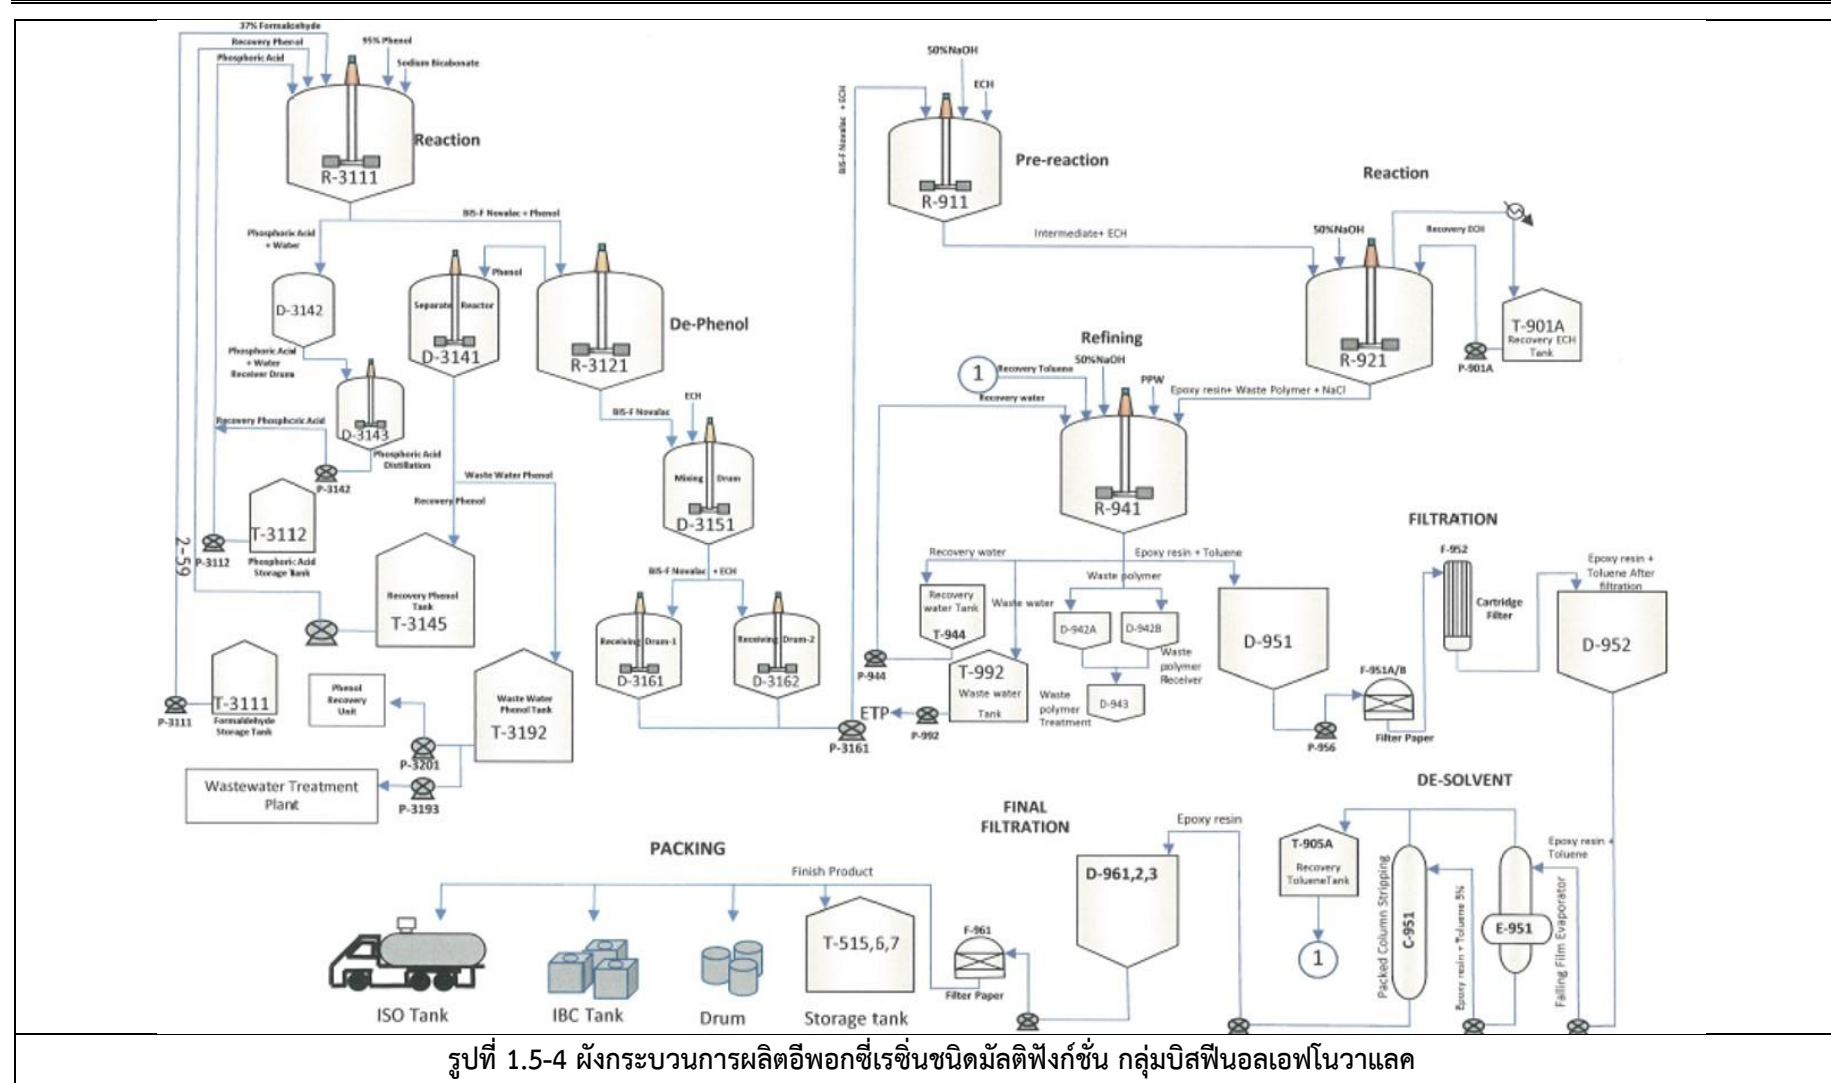 37% Formalcehyde
Recovery Phenol
Phosphoric Acid
95% Phenol
Sodium Bicabonate
Reaction
R-3111
BIS-F Novalac + Phenol
Phosphoric Acid
+ Water
D-3142
Phenol
Separate Reactor
D-3141
De-Phenol
R-3121
Phosphoric Acid
+ Water
Receiver Drum
D-3143
Recovery Phosphoric Acid
Phosphoric Acid
Distillation
P-3142
BIS-F Novalac
ECH
Mixing Drum
D-3151
Waste Water Phenol
Recovery Phenol
T-3112
P-3112
Phosphoric Acid
Storage Tank
2-59
Recovery Phenol
Tank
T-3145
BIS-F Novalac + ECH
Receiving Drum-1
D-3161
Receiving Drum-2
D-3162
P-3161
T-3111
P-3111
Formaldehyde
Storage Tank
Phenol
Recovery
Unit
Waste Water
Phenol Tank
T-3192
P-3201
P-3193
Wastewater Treatment
Plant
BIS-F Novalac + ECH
50%NaOH
ECH
Pre-reaction
R-911
Intermediate+ ECH
Reaction
50%NaOH
Recovery ECH
R-921
T-901A
Recovery ECH
Tank
P-901A
Refining
1
Recovery Toluene
50%NaOH
PPW
Recovery water
Epoxy resin+ Waste Polymer + NaCl
R-941
Recovery water
Epoxy resin + Toluene
Waste polymer
Recovery
water Tank
T-944
Waste water
P-944
D-942A
D-942B
Waste
polymer
Receiver
D-943
Waste
polymer
Treatment
T-992
Waste water
Tank
ETP
P-992
D-951
P-956
FILTRATION
F-952
Cartridge
Filter
F-951A/B
Filter Paper
Epoxy resin +
Toluene After
filtration
D-952
DE-SOLVENT
T-905A
Recovery
TolueneTank
1
Packed Column Stripping
C-951
Epoxy resin + Toluene 5%
E-951
Falling Film Evaporator
Epoxy resin +
Toluene
FINAL
FILTRATION
Epoxy resin
D-961,2,3
F-961
Filter Paper
PACKING
Finish Product
T-515,6,7
ISO Tank
IBC Tank
Drum
Storage tank
รูปที่ 1.5-4 ผังกระบวนการผลิตอีพอกซี่เรซิ่นชนิดมัลติฟังก์ชั่น กลุ่มบิสฟีนอลเอฟโนวาแลค